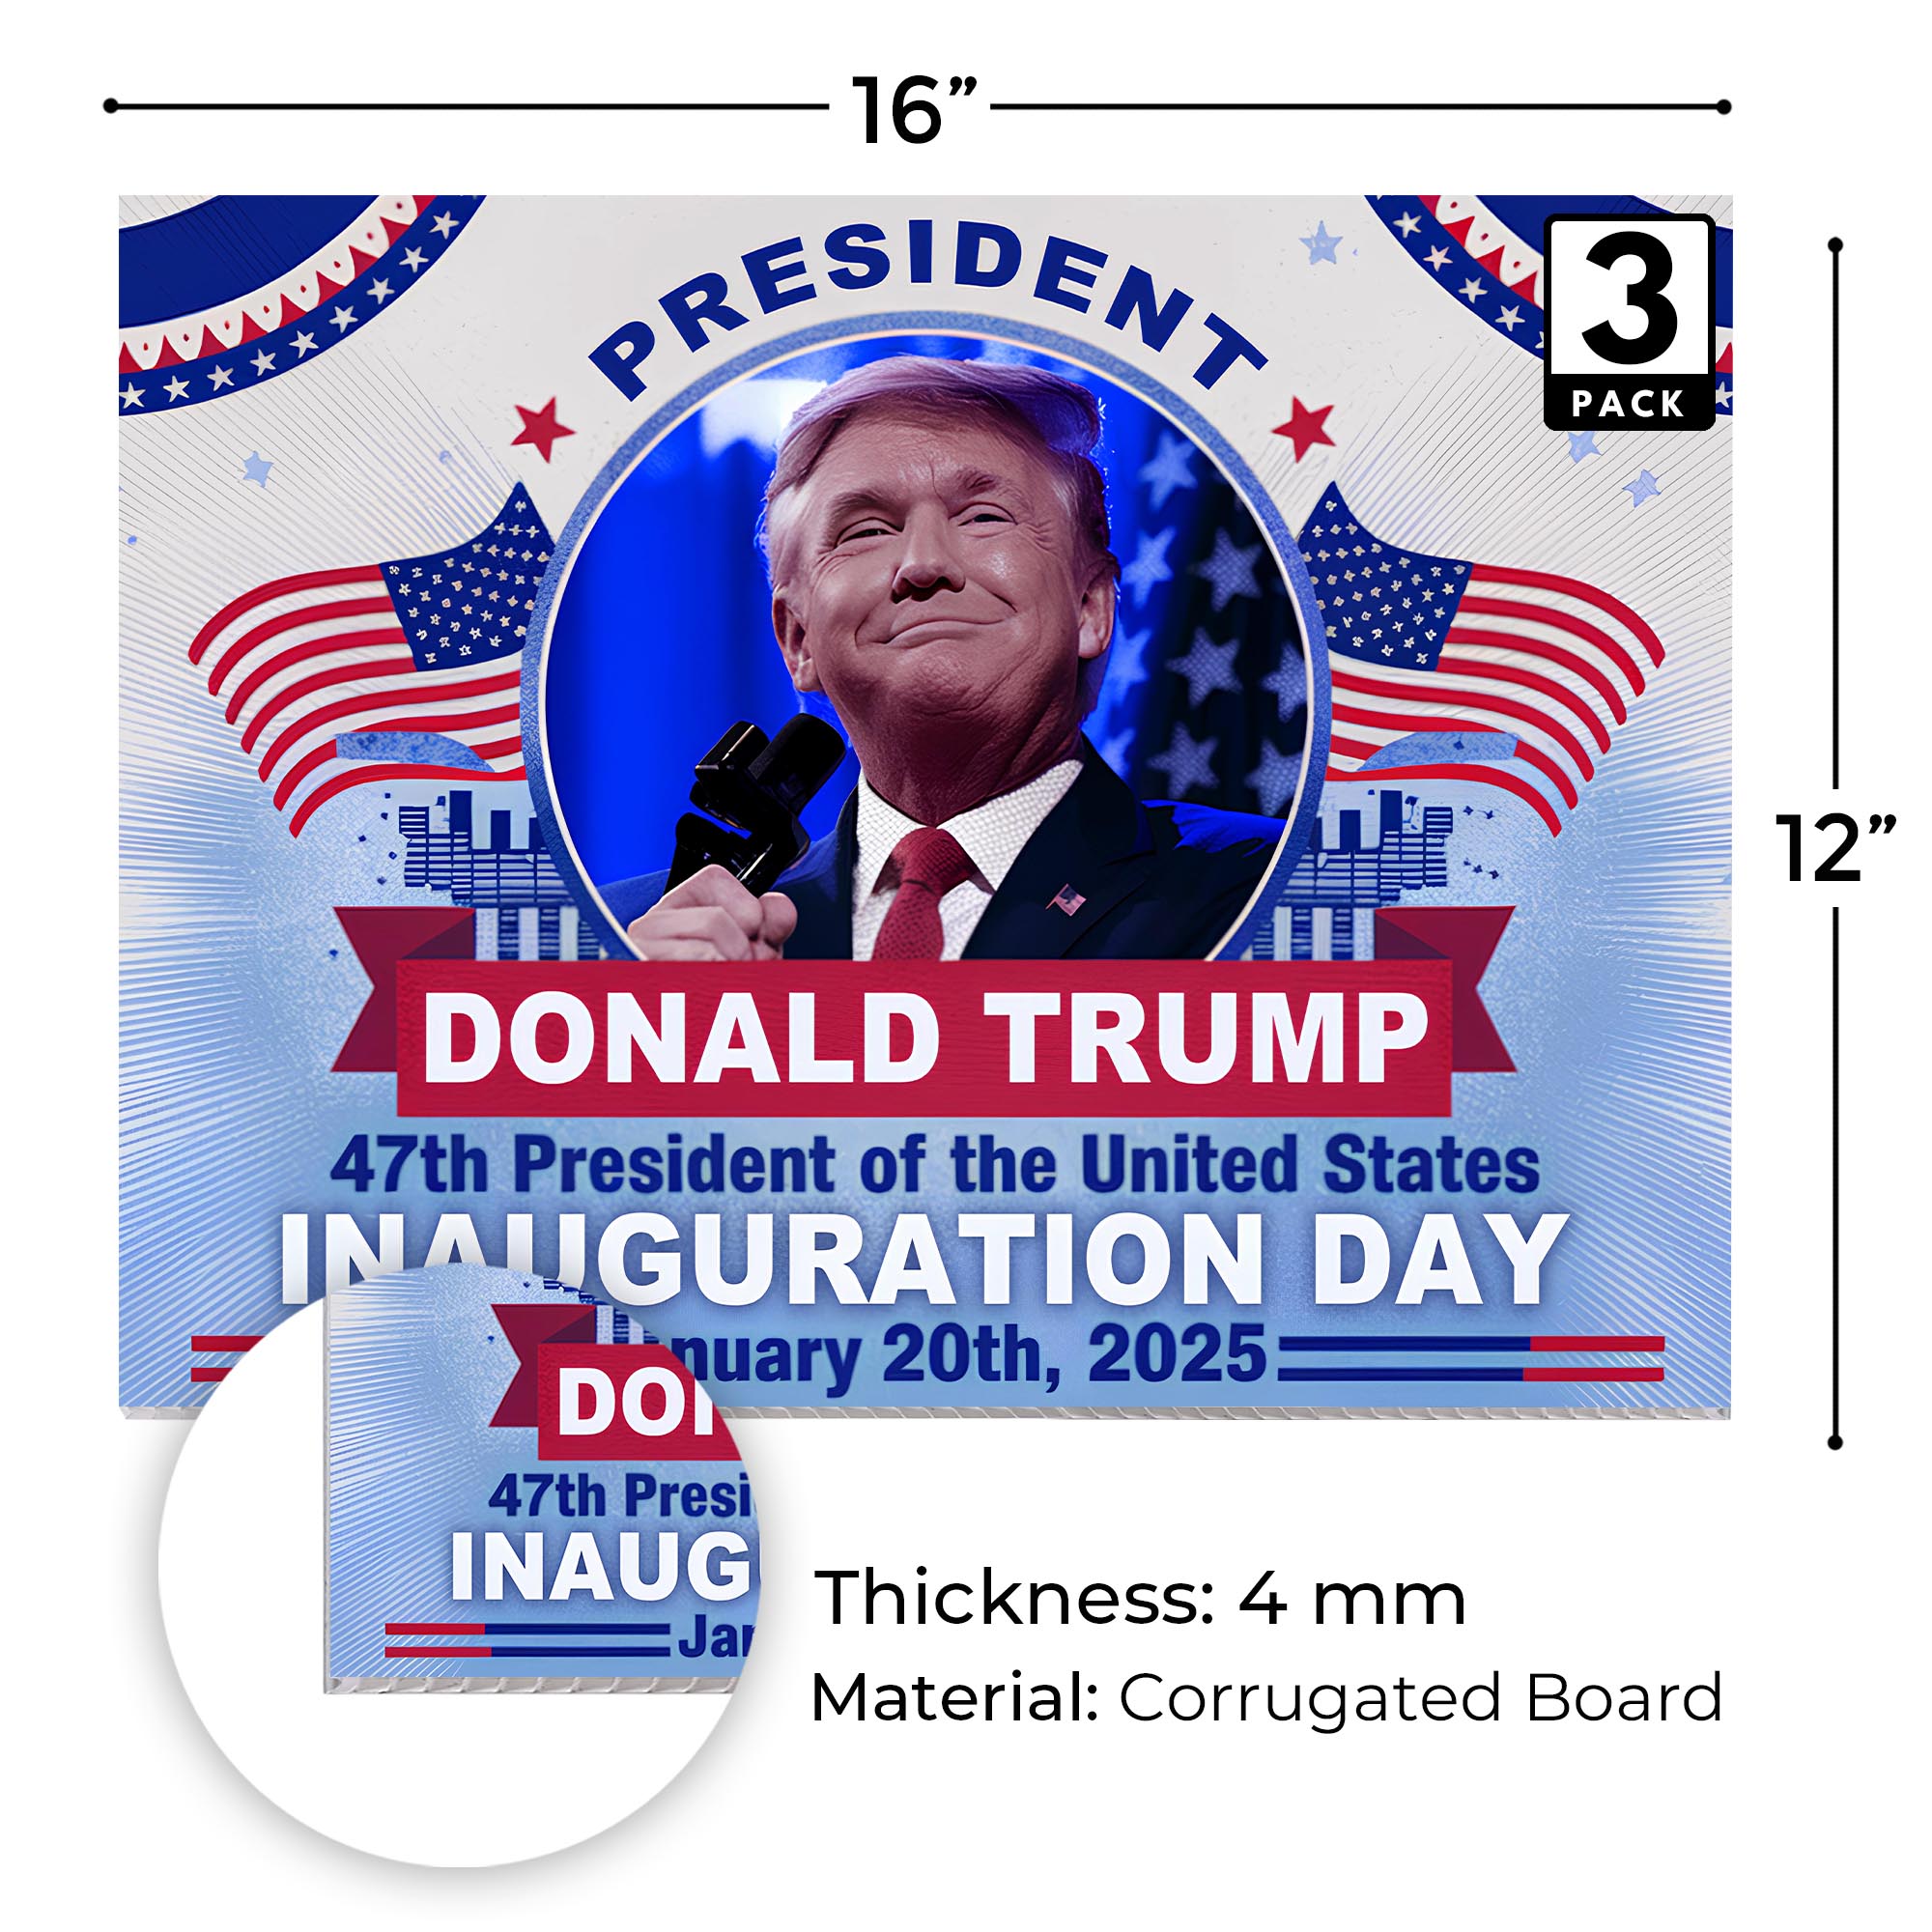 16”
PRESIDENT
3
PACK
12”
DONALD TRUMP
47th President of the United States
INAUGURATION DAY
nuary 20th, 2025
DON
47th Presi
INAUG
Jan
Thickness: 4 mm
Material: Corrugated Board